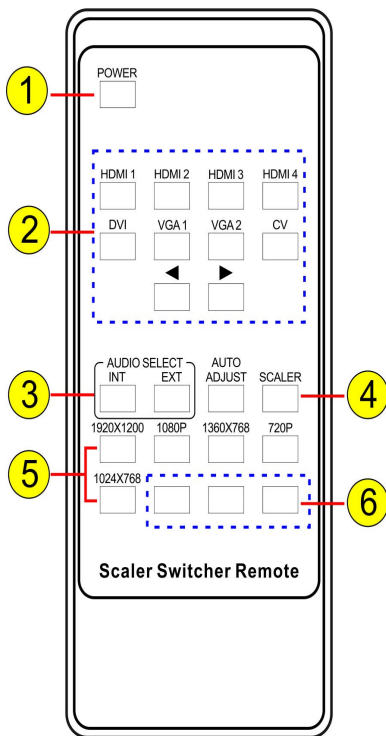 POWER
1
HDMI 1 HDMI 2 HDMI 3 HDMI 4
2
DVI VGA 1 VGA 2 CV
AUDIO SELECT AUTO
INT EXT ADJUST SCALER
3
4
1920X1200 1080P 1360X768 720P
5
1024X768
6
Scaler Switcher Remote